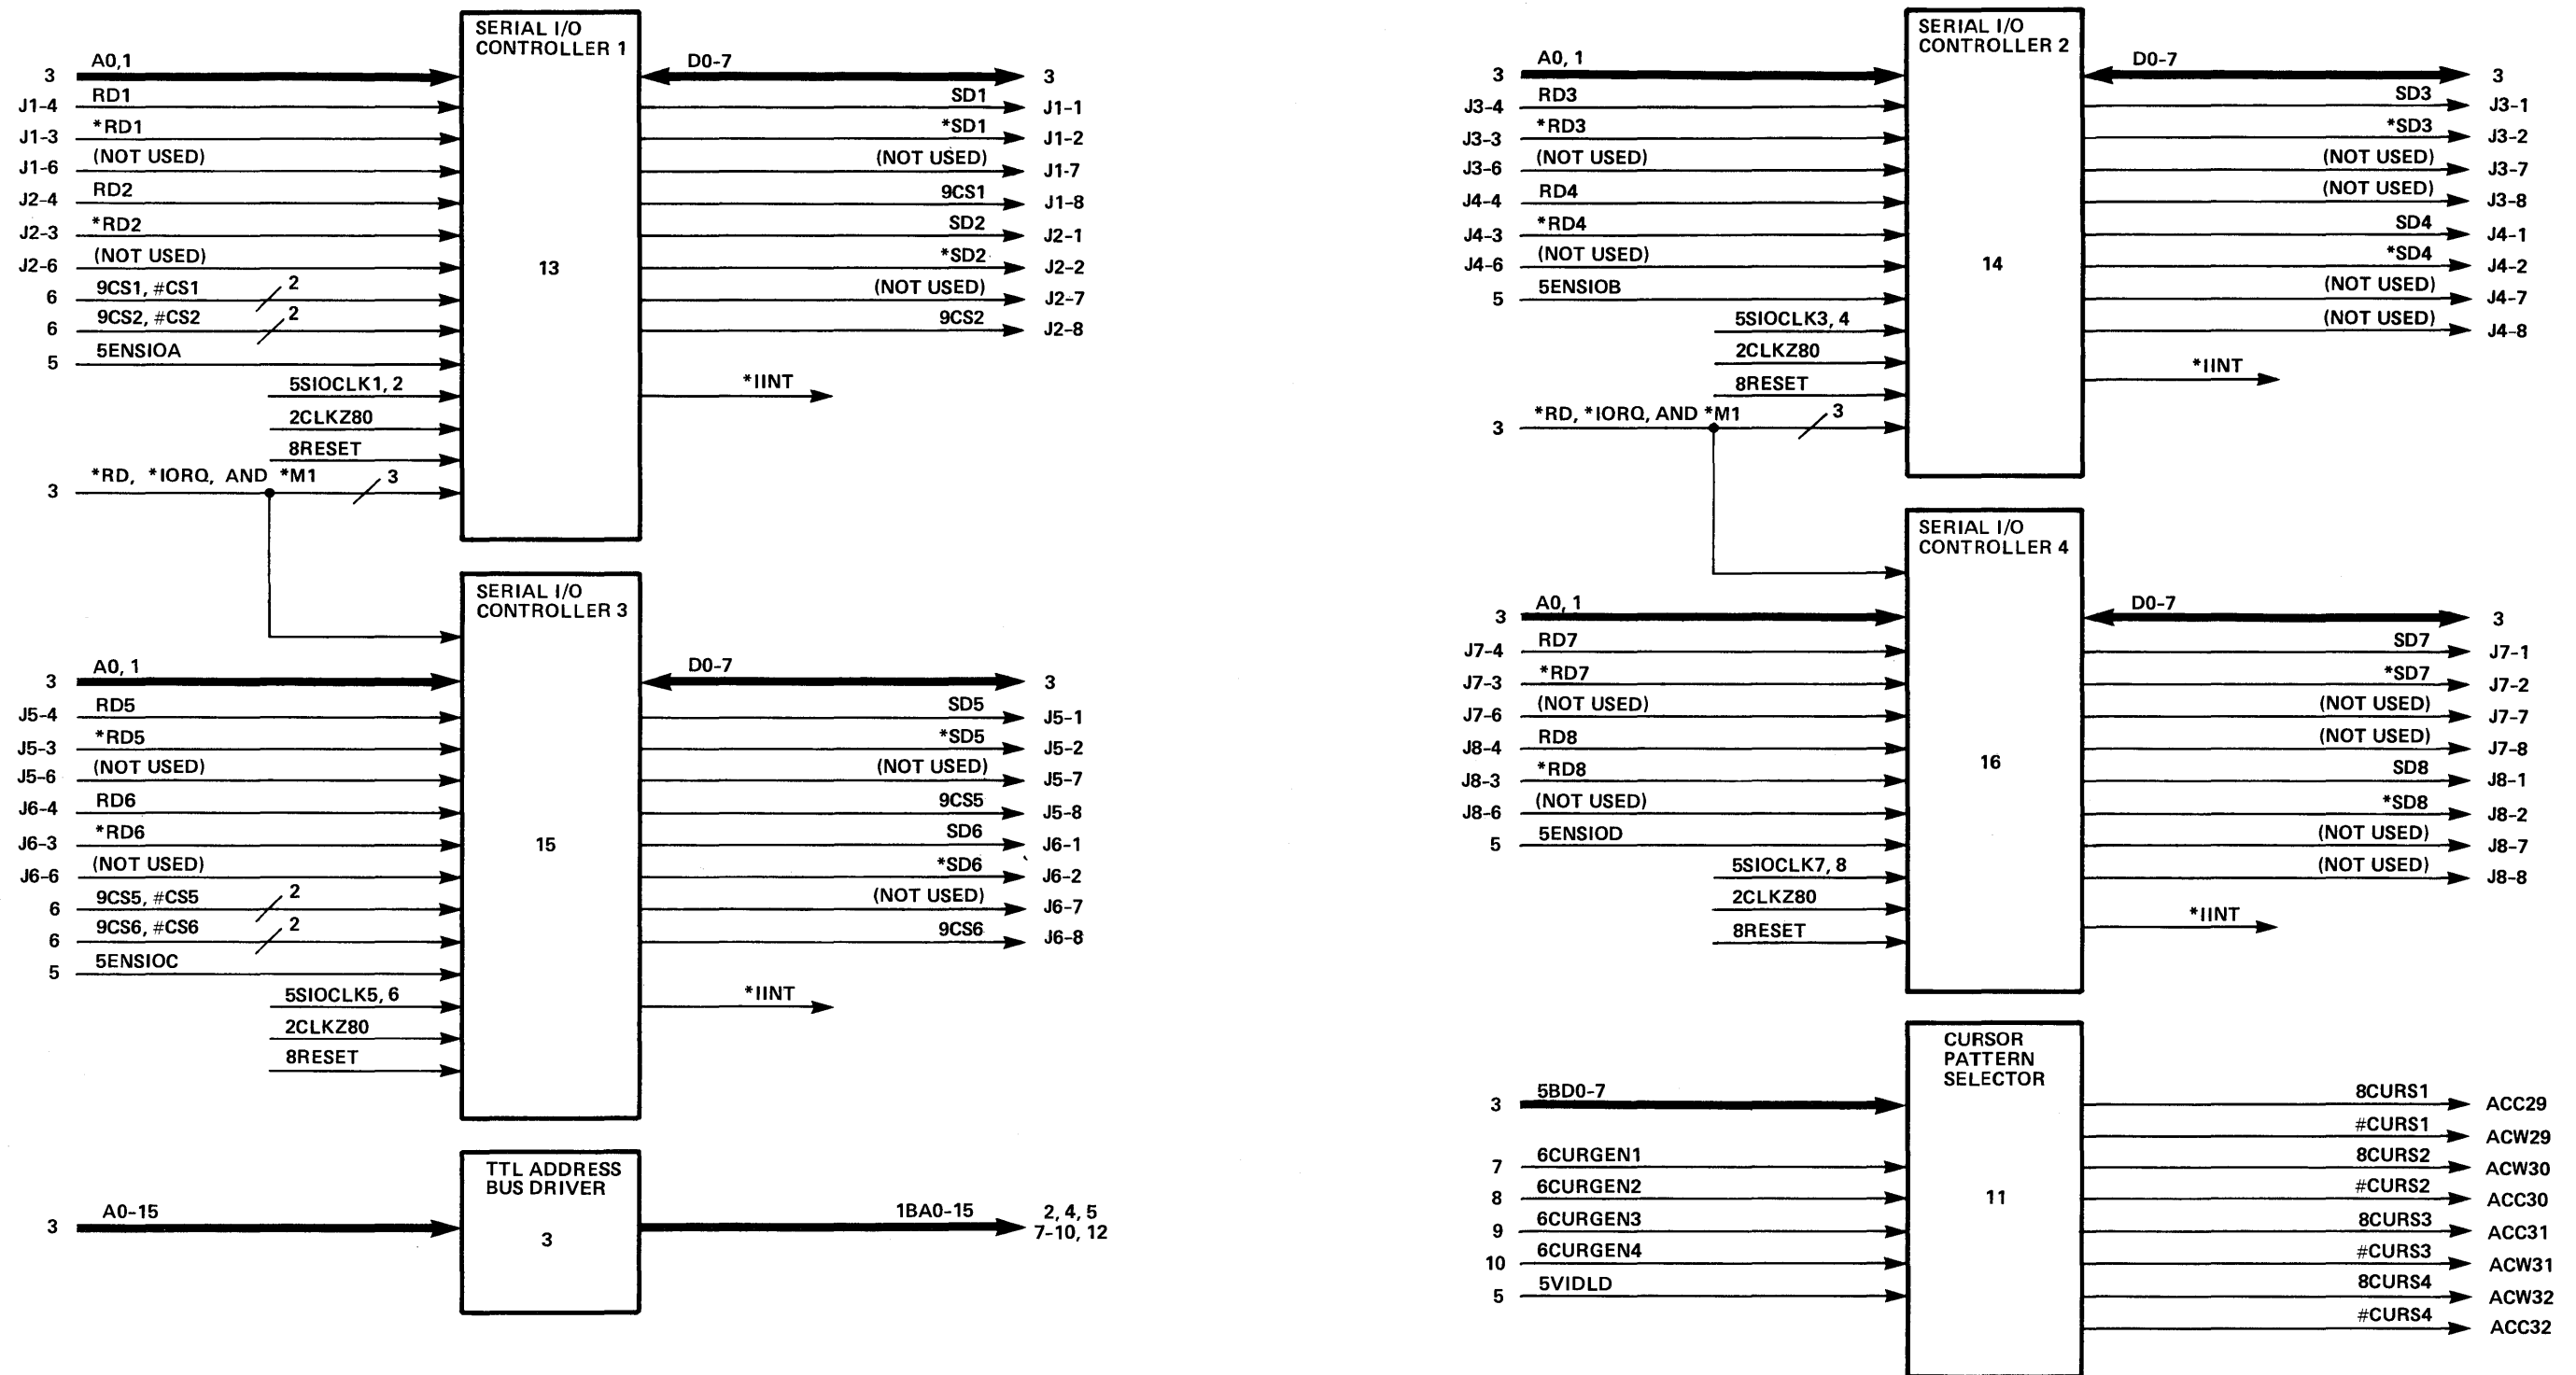 SERIAL I/O
CONTROLLER 1
13
3 A0,1
J1-4 RD1
J1-3 *RD1
J1-6 (NOT USED)
J2-4 RD2
J2-3 *RD2
J2-6 (NOT USED)
6 9CS1, #CS1 2
6 9CS2, #CS2 2
5 5ENSIOA
5SIOCLK1, 2
2CLKZ80
8RESET
3 *RD, *IORQ, AND *M1 3
D0-7 3
SD1 J1-1
*SD1 J1-2
(NOT USED) J1-7
9CS1 J1-8
SD2 J2-1
*SD2 J2-2
(NOT USED) J2-7
9CS2 J2-8
*IINT
SERIAL I/O
CONTROLLER 3
15
3 A0, 1
J5-4 RD5
J5-3 *RD5
J5-6 (NOT USED)
J6-4 RD6
J6-3 *RD6
J6-6 (NOT USED)
6 9CS5, #CS5 2
6 9CS6, #CS6 2
5 5ENSIOC
5SIOCLK5, 6
2CLKZ80
8RESET
D0-7 3
SD5 J5-1
*SD5 J5-2
(NOT USED) J5-7
9CS5 J5-8
SD6 J6-1
*SD6 J6-2
(NOT USED) J6-7
9CS6 J6-8
*IINT
TTL ADDRESS
BUS DRIVER
3
3 A0-15
1BA0-15 2, 4, 5
7-10, 12
SERIAL I/O
CONTROLLER 2
14
3 A0, 1
J3-4 RD3
J3-3 *RD3
J3-6 (NOT USED)
J4-4 RD4
J4-3 *RD4
J4-6 (NOT USED)
5 5ENSIOB
5SIOCLK3, 4
2CLKZ80
8RESET
3 *RD, *IORQ, AND *M1 3
D0-7 3
SD3 J3-1
*SD3 J3-2
(NOT USED) J3-7
(NOT USED) J3-8
SD4 J4-1
*SD4 J4-2
(NOT USED) J4-7
(NOT USED) J4-8
*IINT
SERIAL I/O
CONTROLLER 4
16
3 A0, 1
J7-4 RD7
J7-3 *RD7
J7-6 (NOT USED)
J8-4 RD8
J8-3 *RD8
J8-6 (NOT USED)
5 5ENSIOD
5SIOCLK7, 8
2CLKZ80
8RESET
D0-7 3
SD7 J7-1
*SD7 J7-2
(NOT USED) J7-7
(NOT USED) J7-8
SD8 J8-1
*SD8 J8-2
(NOT USED) J8-7
(NOT USED) J8-8
*IINT
CURSOR
PATTERN
SELECTOR
11
3 5BD0-7
7 6CURGEN1
8 6CURGEN2
9 6CURGEN3
10 6CURGEN4
5 5VIDLD
8CURS1 ACC29
#CURS1 ACW29
8CURS2 ACW30
#CURS2 ACC30
8CURS3 ACC31
#CURS3 ACW31
8CURS4 ACW32
#CURS4 ACC32